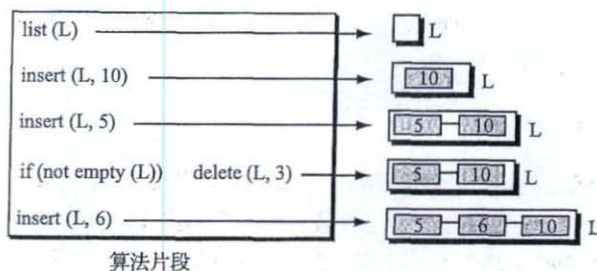 list (L) L
insert (L, 10) 10 L
insert (L, 5) 5 10 L
if (not empty (L)) delete (L, 3) 5 10 L
insert (L, 6) 5 6 10 L
算法片段